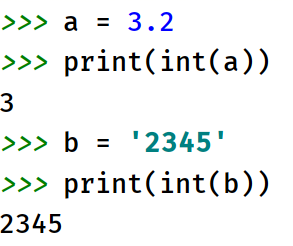 >>> a = 3.2
>>> print(int(a))
3
>>> b = '2345'
>>> print(int(b))
2345